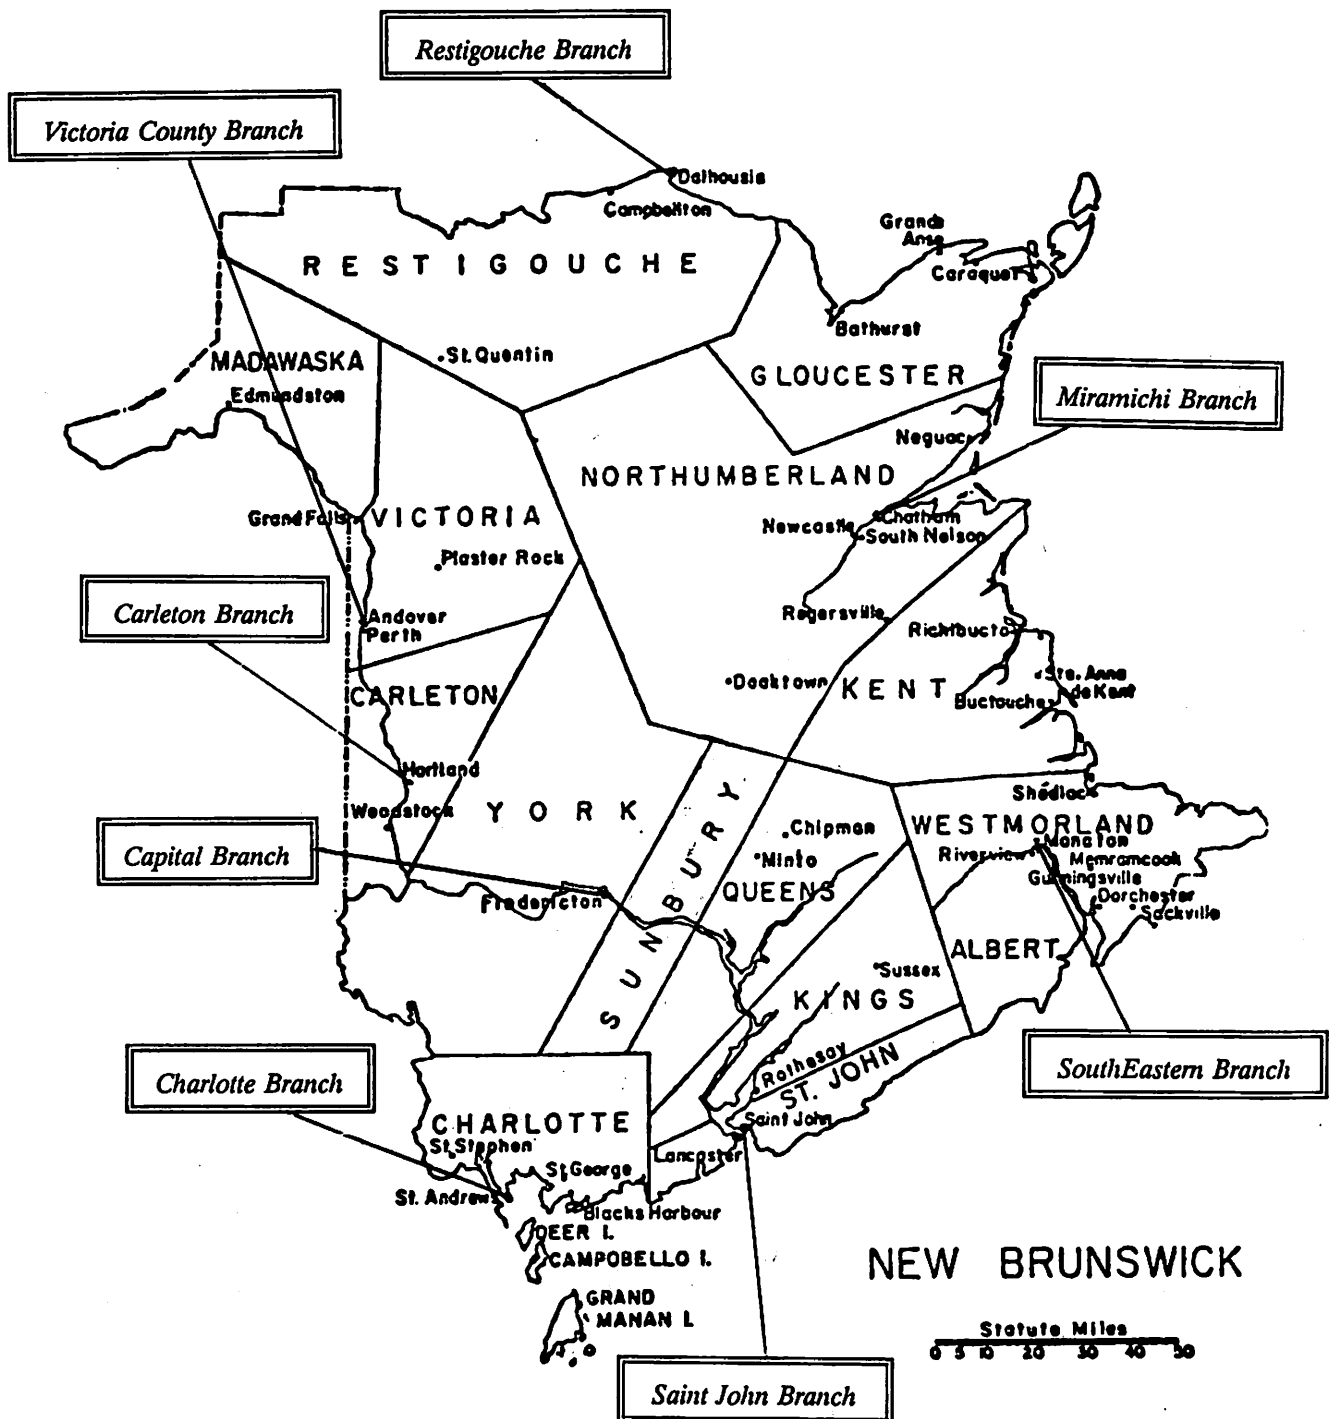 Restigouche Branch
Victoria County Branch
Dalhousie
Campbellton
RESTIGOUCHE
Grande
Anse
Caraquet
Bathurst
St. Quentin
MADAWASKA
Edmundston
GLOUCESTER
Miramichi Branch
Neguac
NORTHUMBERLAND
Grand Falls
VICTORIA
Chatham
Newcastle
South Nelson
Plaster Rock
Carleton Branch
Andover
Perth
Rogersville
Richibucto
Doaktown
KENT
Ste. Anne
de Kent
Buctouche
CARLETON
Hartland
Woodstock
YORK
SUNBURY
Shediac
Chipman
WESTMORLAND
Moncton
Capital Branch
Minto
Riverview
Memramcook
Gunningsville
QUEENS
Dorchester
Fredericton
Sackville
ALBERT
Sussex
KINGS
Charlotte Branch
Rothesay
ST. JOHN
SouthEastern Branch
CHARLOTTE
Saint John
St. Stephen
Lancaster
St. George
St. Andrews
Blacks Harbour
DEER I.
CAMPOBELLO I.
NEW BRUNSWICK
GRAND
MANAN I.
Statute Miles
0 5 10 20 30 40 50
Saint John Branch